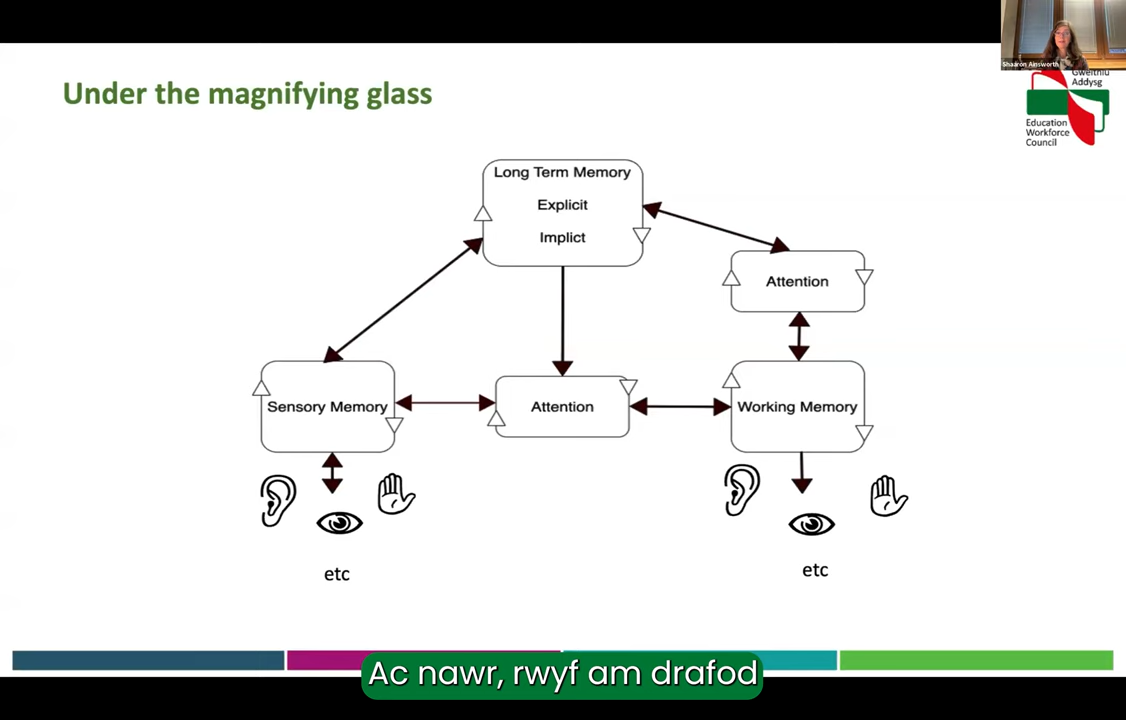 Shaaron Ainsworth
Under the magnifying glass
Gweithlu
Addysg
Education
Workforce
Council
Long Term Memory
Explicit
Implict
Attention
Sensory Memory
Attention
Working Memory
etc
etc
Ac nawr, rwyf am drafod